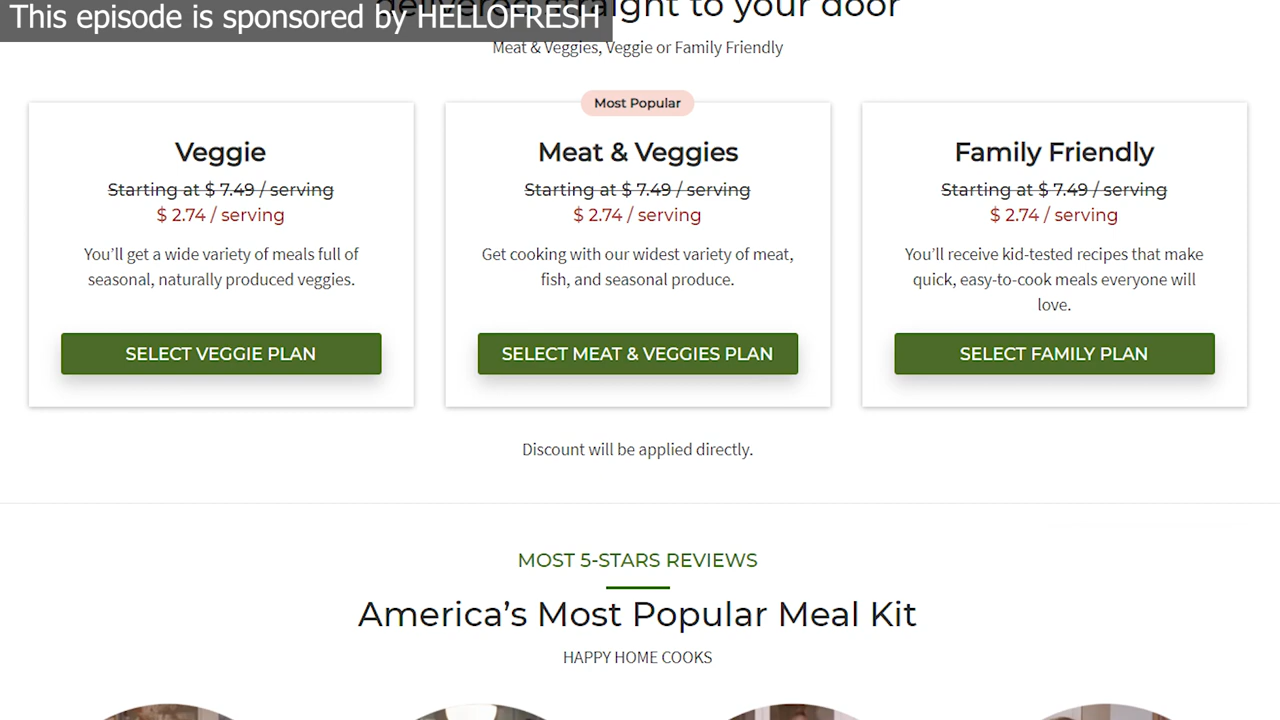 This episode is sponsored by HELLOFRESH
delivered straight to your door
Meat & Veggies, Veggie or Family Friendly
Most Popular
Veggie
Starting at $ 7.49 / serving
$ 2.74 / serving
You’ll get a wide variety of meals full of
seasonal, naturally produced veggies.
SELECT VEGGIE PLAN
Meat & Veggies
Starting at $ 7.49 / serving
$ 2.74 / serving
Get cooking with our widest variety of meat,
fish, and seasonal produce.
SELECT MEAT & VEGGIES PLAN
Family Friendly
Starting at $ 7.49 / serving
$ 2.74 / serving
You’ll receive kid-tested recipes that make
quick, easy-to-cook meals everyone will
love.
SELECT FAMILY PLAN
Discount will be applied directly.
MOST 5-STARS REVIEWS
America’s Most Popular Meal Kit
HAPPY HOME COOKS